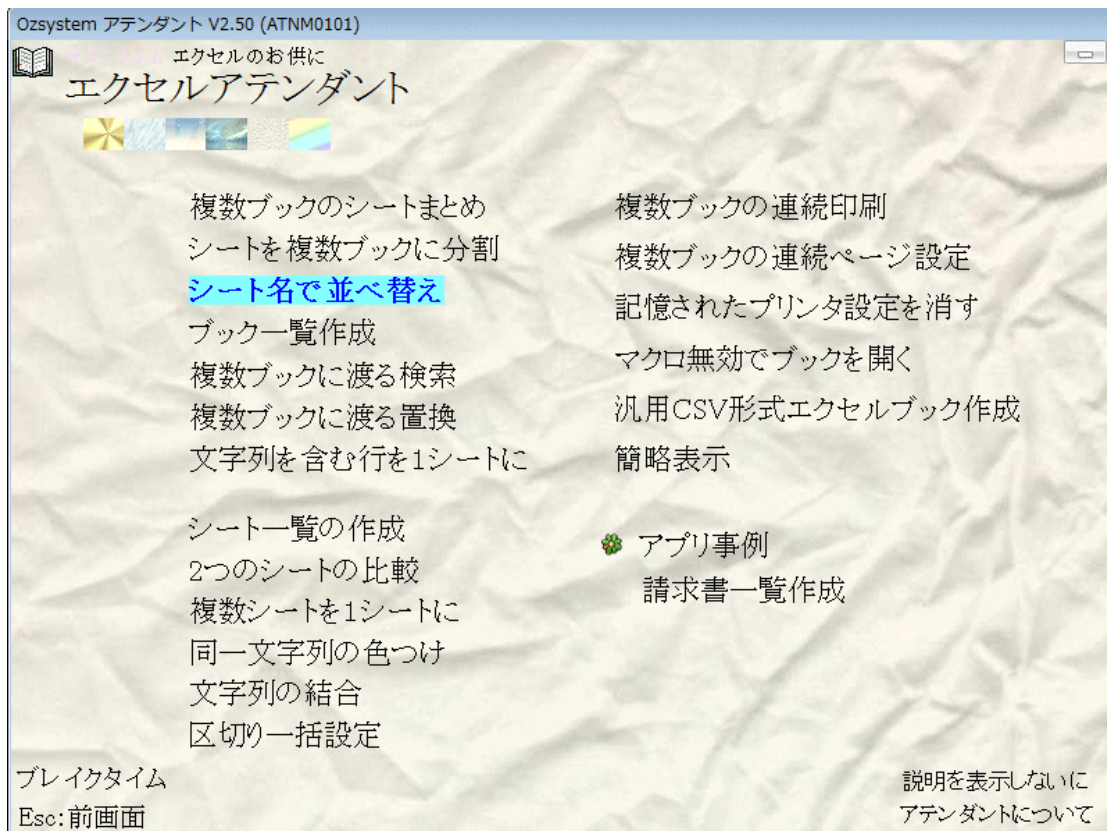 Ozsystem アテンダント V2.50 (ATNM0101)
エクセルのお供に
エクセルアテンダント
複数ブックのシートまとめ
シートを複数ブックに分割
シート名で並べ替え
ブック一覧作成
複数ブックに渡る検索
複数ブックに渡る置換
文字列を含む行を1シートに
シート一覧の作成
2つのシートの比較
複数シートを1シートに
同一文字列の色つけ
文字列の結合
区切り一括設定
複数ブックの連続印刷
複数ブックの連続ページ設定
記憶されたプリンタ設定を消す
マクロ無効でブックを開く
汎用CSV形式エクセルブック作成
簡略表示
アプリ事例
請求書一覧作成
ブレイクタイム
Esc:前画面
説明を表示しないに
アテンダントについて